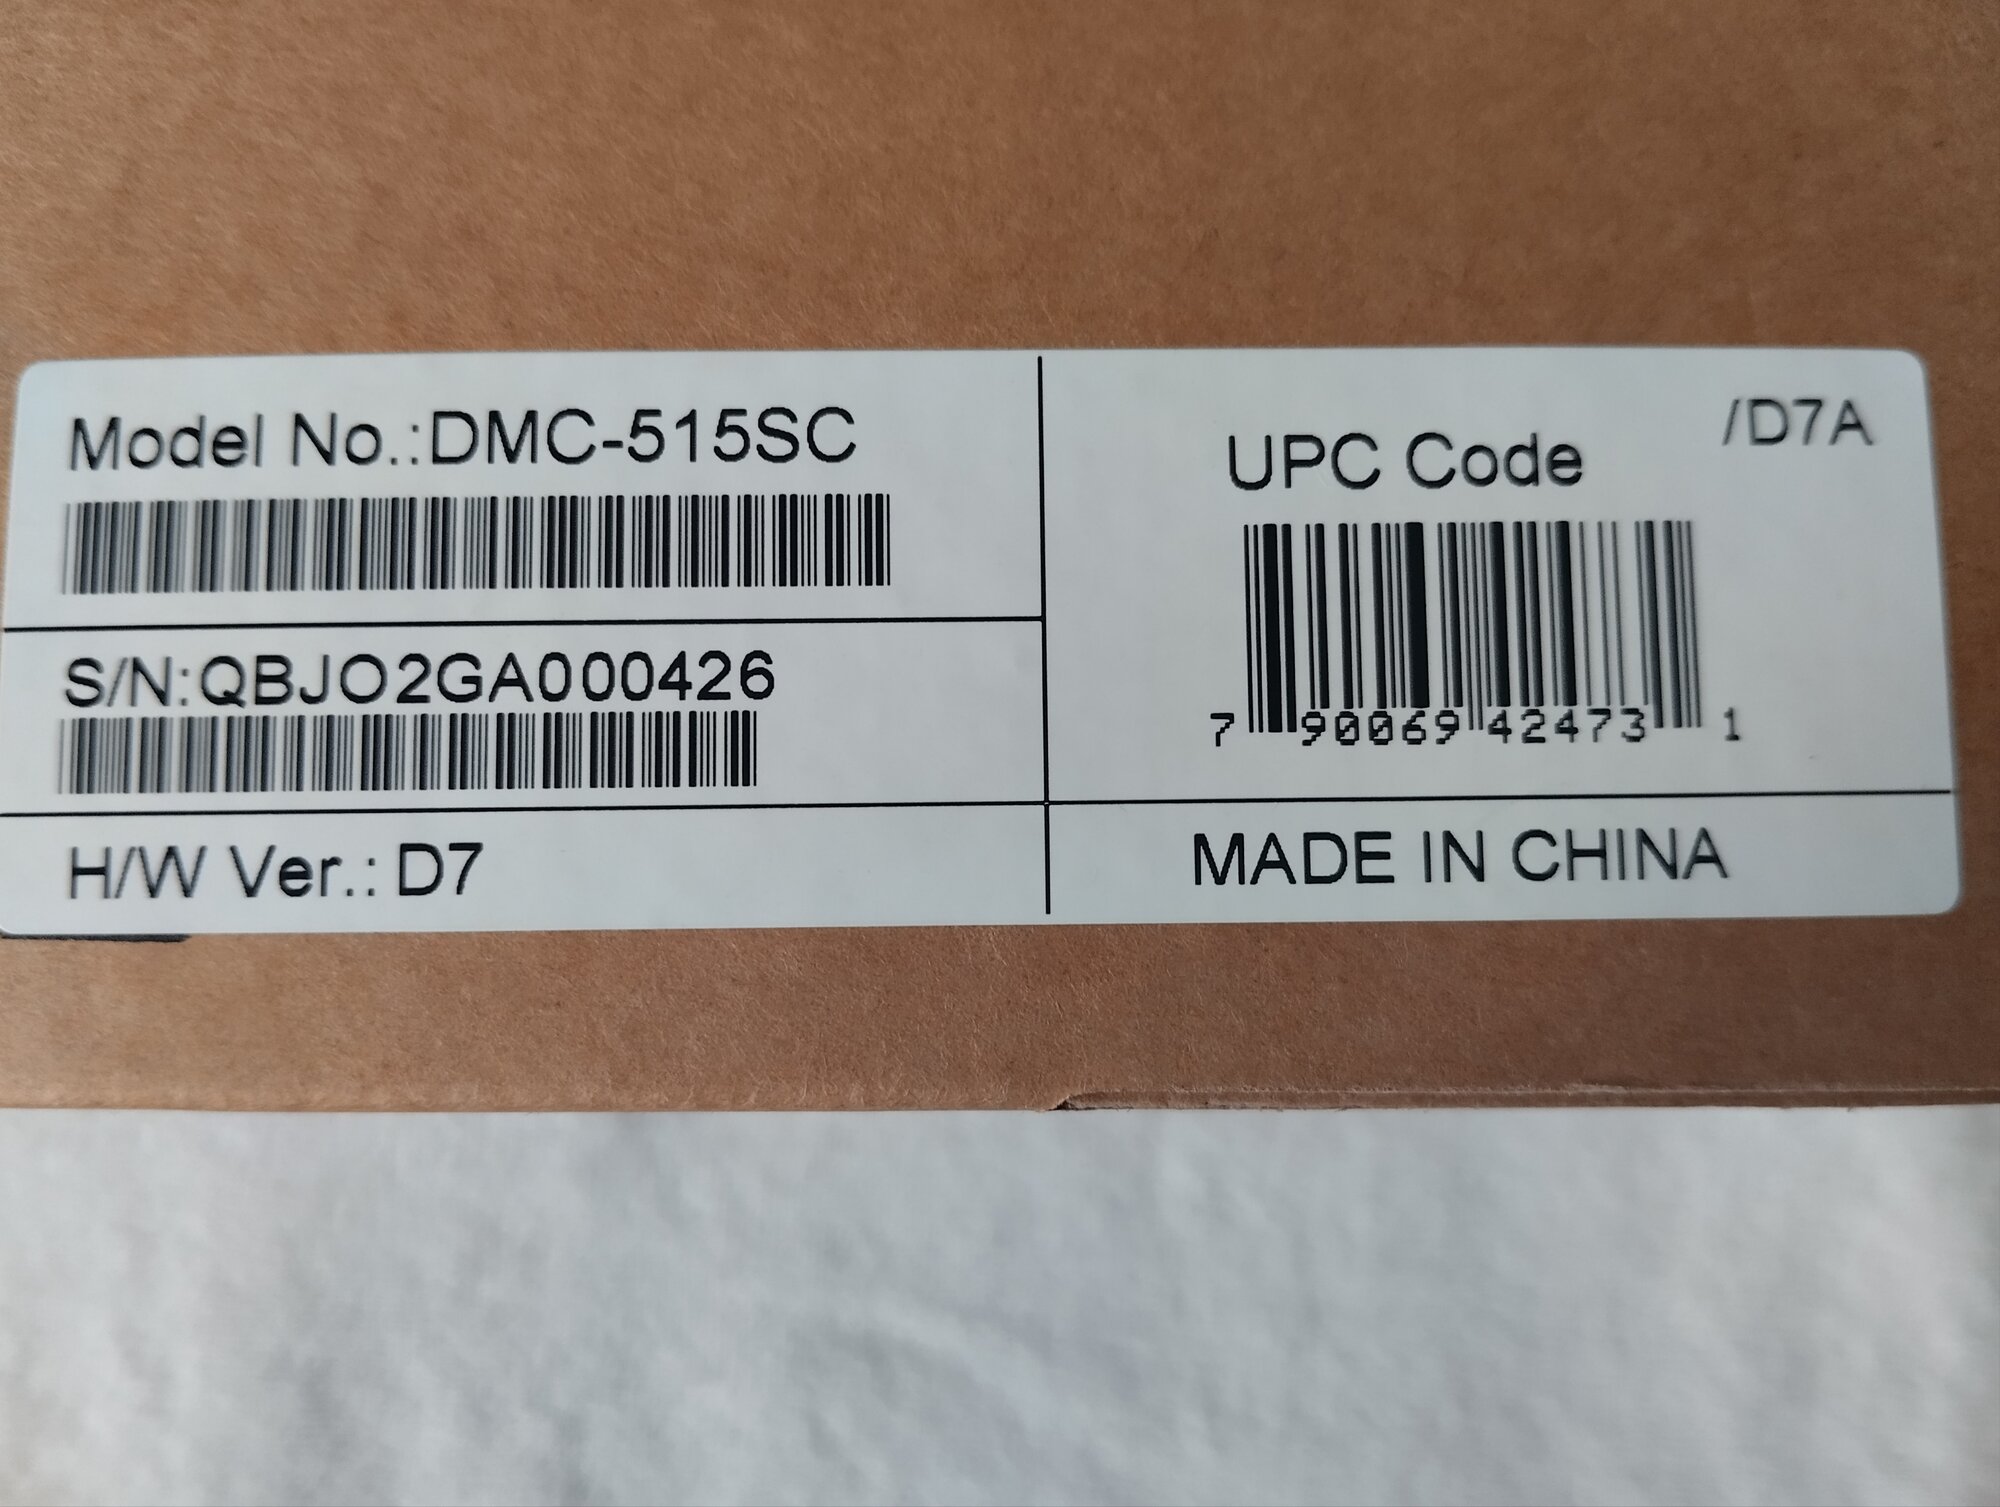 Model No.:DMC-515SC
S/N:QBJO2GA000426
H/W Ver.: D7
/D7A
UPC Code
7 90069 42473 1
MADE IN CHINA